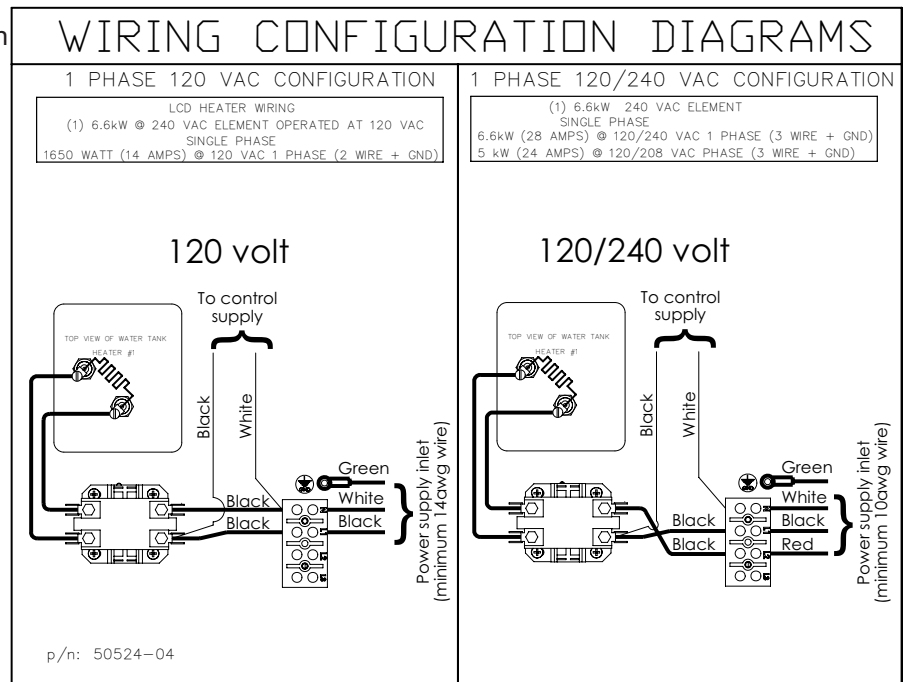 n
WIRING CONFIGURATION DIAGRAMS
1 PHASE 120 VAC CONFIGURATION
LCD HEATER WIRING
(1) 6.6kW @ 240 VAC ELEMENT OPERATED AT 120 VAC
SINGLE PHASE
1650 WATT (14 AMPS) @ 120 VAC 1 PHASE (2 WIRE + GND)
120 volt
To control
supply
TOP VIEW OF WATER TANK
HEATER #1
Black
White
Green
White
Black
Black
Black
N
L1
L2
L3
Power supply inlet
(minimum 14awg wire)
p/n: 50524-04
1 PHASE 120/240 VAC CONFIGURATION
(1) 6.6kW 240 VAC ELEMENT
SINGLE PHASE
6.6kW (28 AMPS) @ 120/240 VAC 1 PHASE (3 WIRE + GND)
5 kW (24 AMPS) @ 120/208 VAC PHASE (3 WIRE + GND)
120/240 volt
To control
supply
TOP VIEW OF WATER TANK
HEATER #1
Black
White
Green
White
Black
Black
Black
Red
N
L1
L2
L3
Power supply inlet
(minimum 10awg wire)